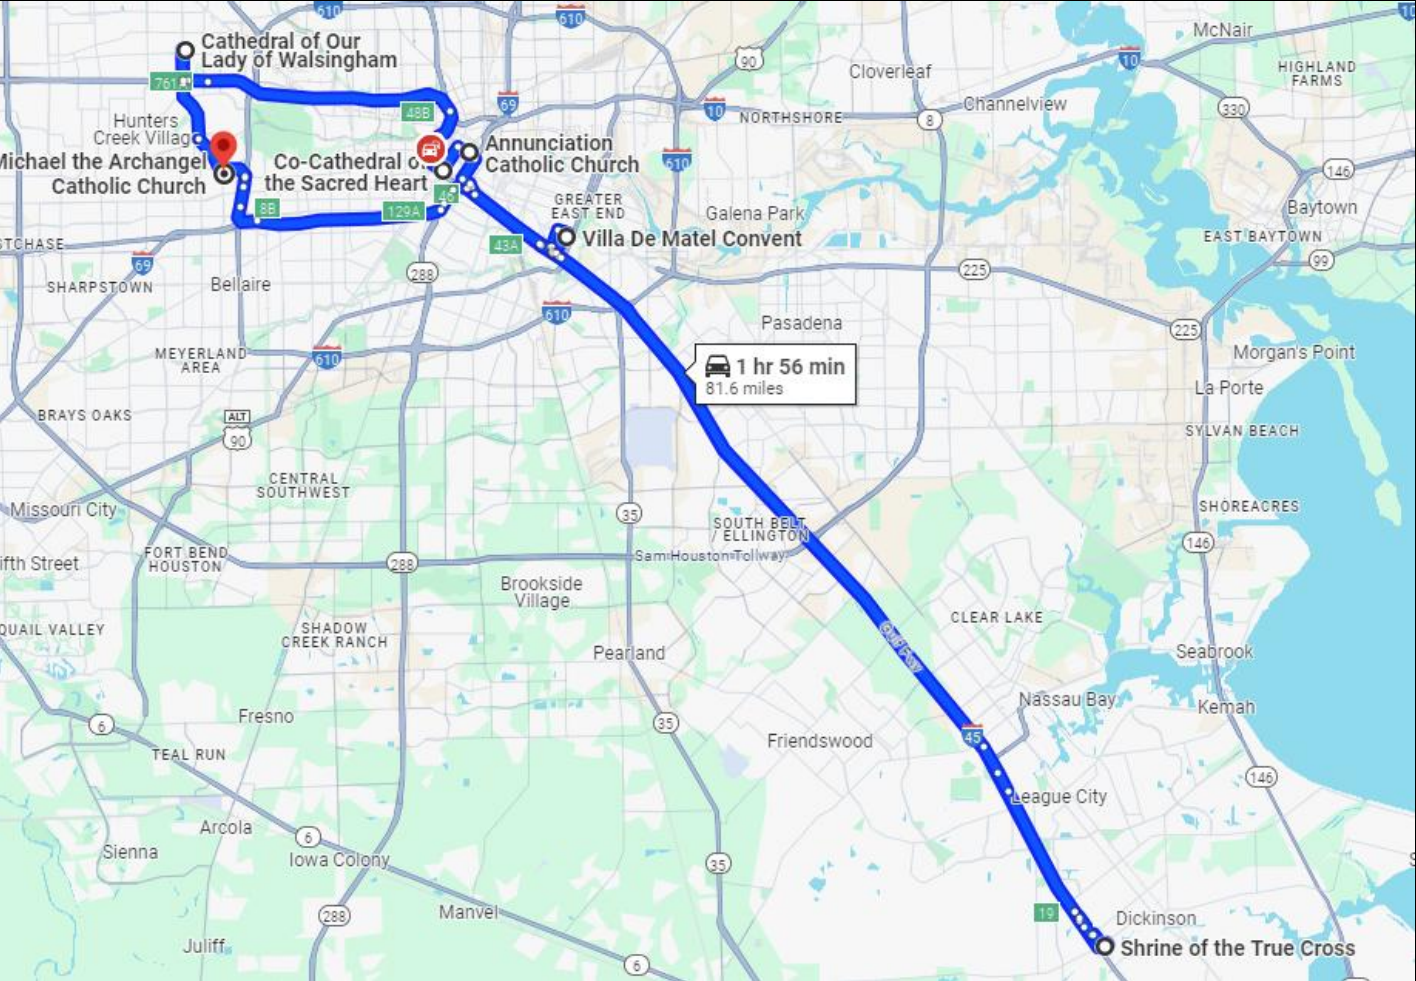 610
610
10
McNair
Cathedral of Our
Lady of Walsingham
90
10
HIGHLAND
FARMS
Cloverleaf
761A
48B
69
10
Channelview
330
NORTHSHORE
8
Hunters
Creek Villag
Annunciation
Catholic Church
610
Michael the Archangel
Catholic Church
Co-Cathedral of
the Sacred Heart
146
46
GREATER
EAST END
Galena Park
Baytown
8B
129A
43A
Villa De Matel Convent
EAST BAYTOWN
STCHASE
69
288
225
99
SHARPSTOWN
Bellaire
610
Pasadena
225
MEYERLAND
AREA
610
1 hr 56 min
81.6 miles
Morgan's Point
La Porte
BRAYS OAKS
ALT
90
SYLVAN BEACH
CENTRAL
SOUTHWEST
Missouri City
35
SHOREACRES
SOUTH BELT
/ ELLINGTON
146
FORT BEND
HOUSTON
ifth Street
288
Sam Houston Tollway
Brookside
Village
CLEAR LAKE
QUAIL VALLEY
SHADOW
CREEK RANCH
Gulf Fwy
Pearland
Seabrook
Nassau Bay
Kemah
6
Fresno
35
45
Friendswood
TEAL RUN
146
League City
Arcola
6
Sienna
Iowa Colony
35
19
288
Manvel
Dickinson
Juliff
Shrine of the True Cross
6